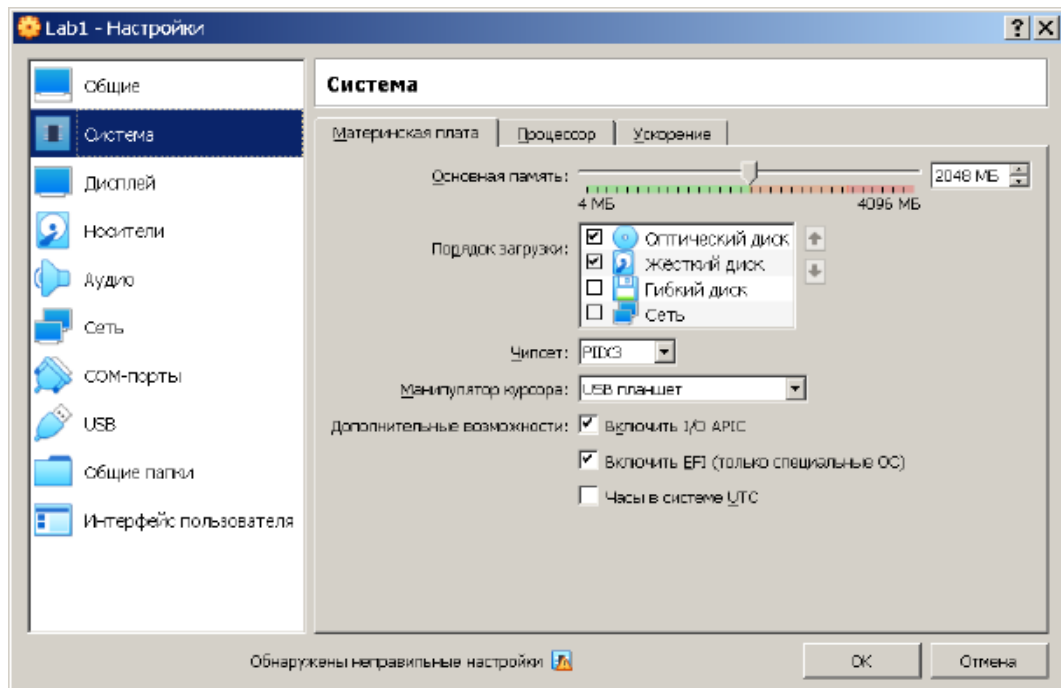 Lab1 - Настройки
Общие
Система
Дисплей
Носители
Аудио
Сеть
COM-порты
USB
Общие папки
Интерфейс пользователя
Система
Материнская плата Процессор Ускорение
Основная память: 2048 МБ
4 МБ 4096 МБ
Порядок загрузки: Оптический диск
Жёсткий диск
Гибкий диск
Сеть
Чипсет: PIIX3
Манипулятор курсора: USB планшет
Дополнительные возможности: Включить I/O APIC
Включить EFI (только специальные ОС)
Часы в системе UTC
Обнаружены неправильные настройки OK Отмена